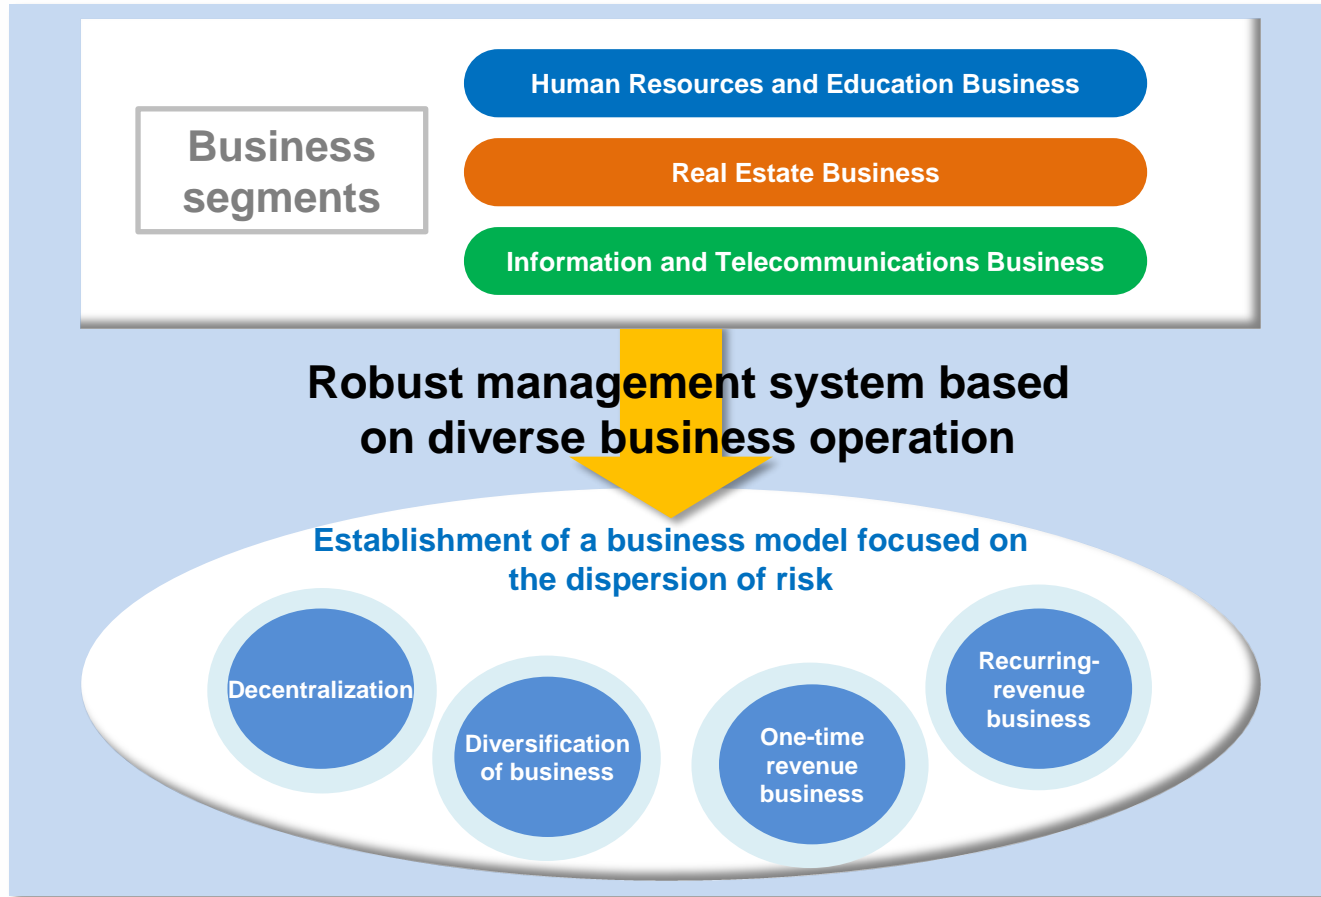 Human Resources and Education Business
Business
segments
Real Estate Business
Information and Telecommunications Business
Robust management system based
on diverse business operation
Establishment of a business model focused on
the dispersion of risk
Decentralization
Diversification
of business
One-time
revenue
business
Recurring-
revenue
business